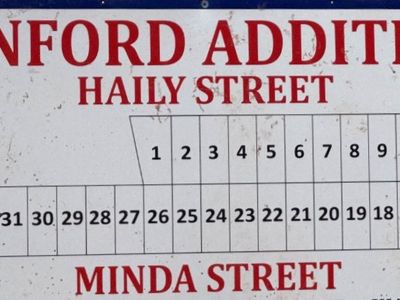 NFORD ADDITI
HAILY STREET
1 2 3 4 5 6 7 8 9
31 30 29 28 27 26 25 24 23 22 21 20 19 18
MINDA STREET